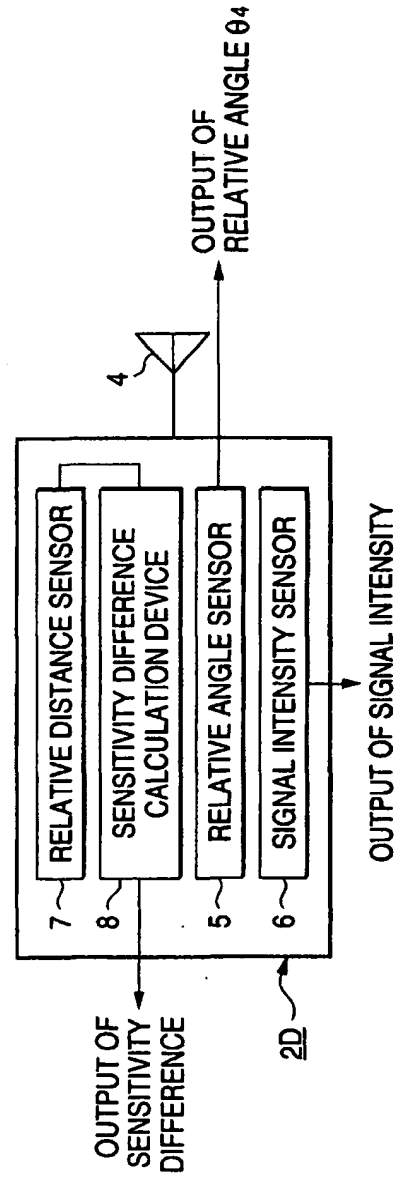 4
RELATIVE DISTANCE SENSOR
7
SENSITIVITY DIFFERENCE
CALCULATION DEVICE
8
RELATIVE ANGLE SENSOR
5
SIGNAL INTENSITY SENSOR
6
2D
OUTPUT OF
SENSITIVITY
DIFFERENCE
OUTPUT OF
RELATIVE ANGLE θ4
OUTPUT OF SIGNAL INTENSITY